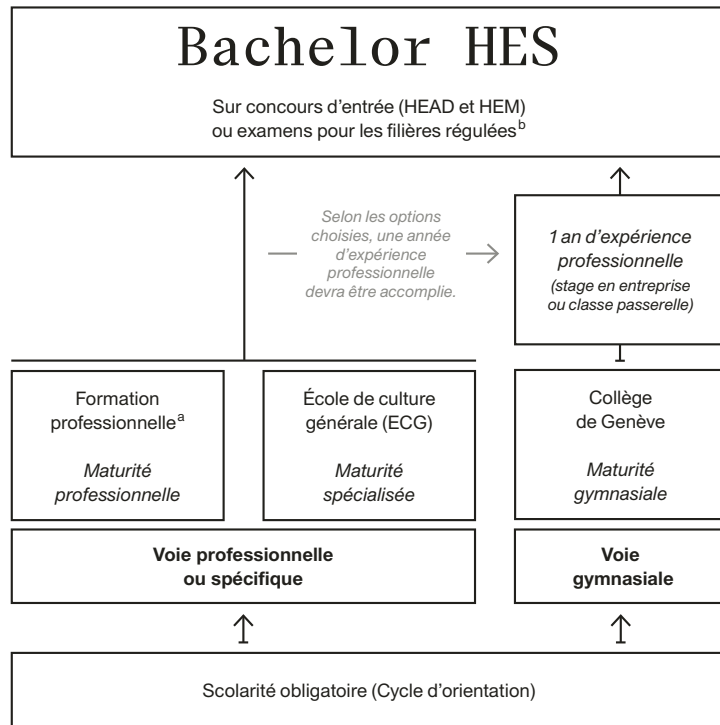 Bachelor HES
Sur concours d'entrée (HEAD et HEM)
ou examens pour les filières régulées^b
Selon les options
choisies, une année
d'expérience
professionnelle
devra être accomplie.
1 an d'expérience
professionnelle
(stage en entreprise
ou classe passerelle)
Formation
professionnelle^a
Maturité
professionnelle
École de culture
générale (ECG)
Maturité
spécialisée
Collège
de Genève
Maturité
gymnasiale
Voie professionnelle
ou spécifique
Voie
gymnasiale
Scolarité obligatoire (Cycle d'orientation)